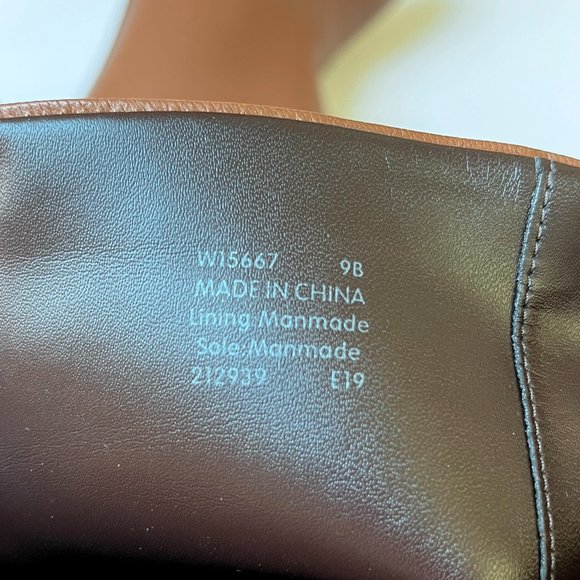 W15667 9B
MADE IN CHINA
Lining Manmade
Sole Manmade
212939 E19